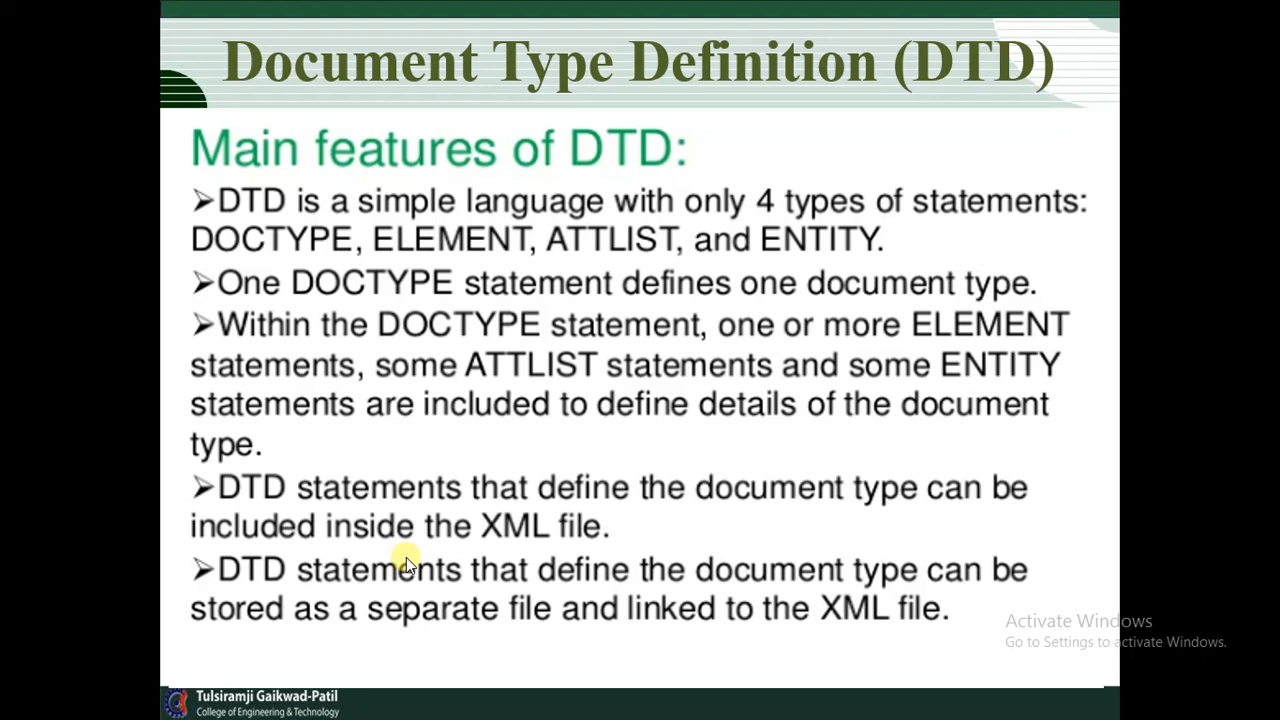 Document Type Definition (DTD)
Main features of DTD:
➢DTD is a simple language with only 4 types of statements:
DOCTYPE, ELEMENT, ATTLIST, and ENTITY.
➢One DOCTYPE statement defines one document type.
➢Within the DOCTYPE statement, one or more ELEMENT
statements, some ATTLIST statements and some ENTITY
statements are included to define details of the document
type.
➢DTD statements that define the document type can be
included inside the XML file.
➢DTD statements that define the document type can be
stored as a separate file and linked to the XML file.
Activate Windows
Go to Settings to activate Windows.
Tulsiramji Gaikwad-Patil
College of Engineering & Technology